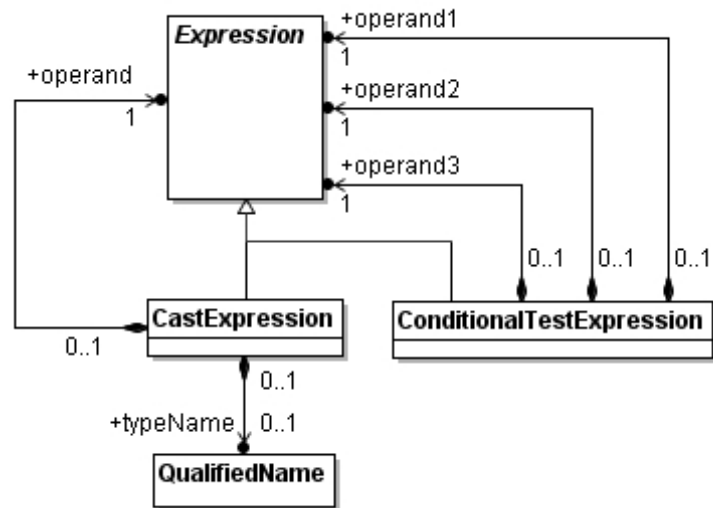 +operand1
Expression
1
+operand
+operand2
1
1
+operand3
1
0..1
0..1
0..1
CastExpression
ConditionalTestExpression
0..1
0..1
+typeName
0..1
QualifiedName